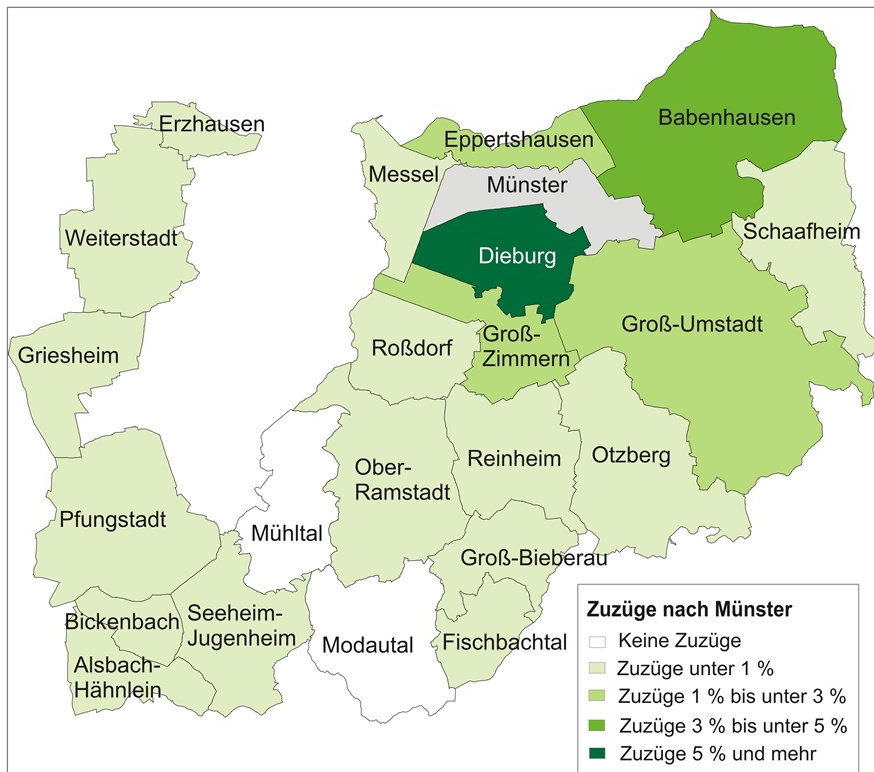 Babenhausen
Erzhausen
Eppertshausen
Messel
Münster
Weiterstadt
Schaafheim
Dieburg
Groß-Umstadt
Groß-
Zimmern
Griesheim
Roßdorf
Otzberg
Reinheim
Ober-
Ramstadt
Pfungstadt
Mühltal
Groß-Bieberau
Bickenbach
Seeheim-
Jugenheim
Modautal
Fischbachtal
Alsbach-
Hähnlein
Zuzüge nach Münster
Keine Zuzüge
Zuzüge unter 1 %
Zuzüge 1 % bis unter 3 %
Zuzüge 3 % bis unter 5 %
Zuzüge 5 % und mehr